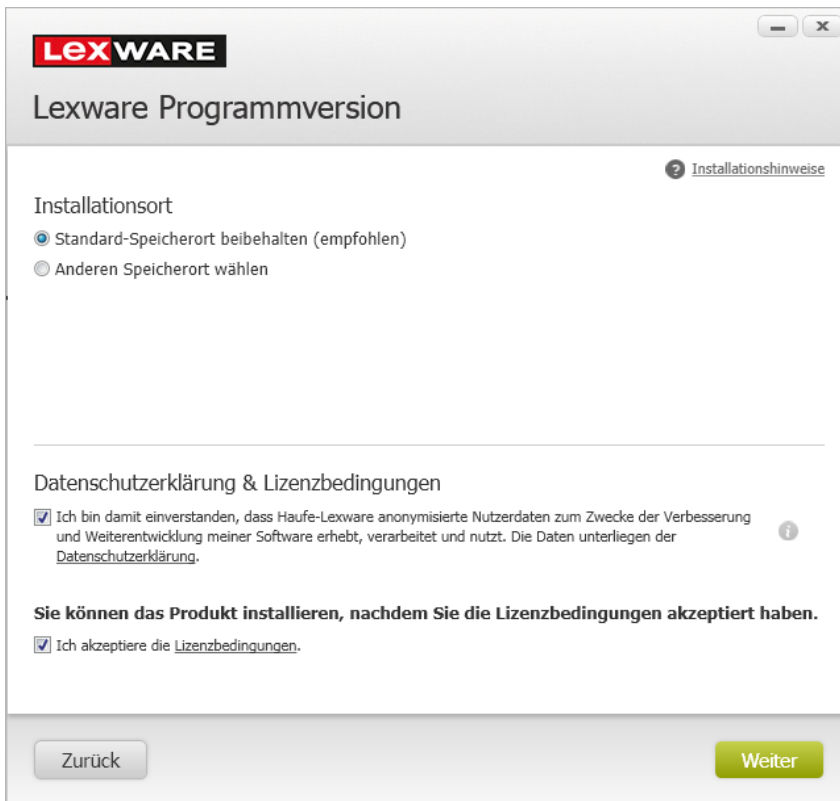 LEXWARE
Lexware Programmversion
Installationshinweise
Installationsort
Standard-Speicherort beibehalten (empfohlen)
Anderen Speicherort wählen
Datenschutzerklärung & Lizenzbedingungen
Ich bin damit einverstanden, dass Haufe-Lexware anonymisierte Nutzerdaten zum Zwecke der Verbesserung
und Weiterentwicklung meiner Software erhebt, verarbeitet und nutzt. Die Daten unterliegen der
Datenschutzerklärung.
Sie können das Produkt installieren, nachdem Sie die Lizenzbedingungen akzeptiert haben.
Ich akzeptiere die Lizenzbedingungen.
Zurück
Weiter